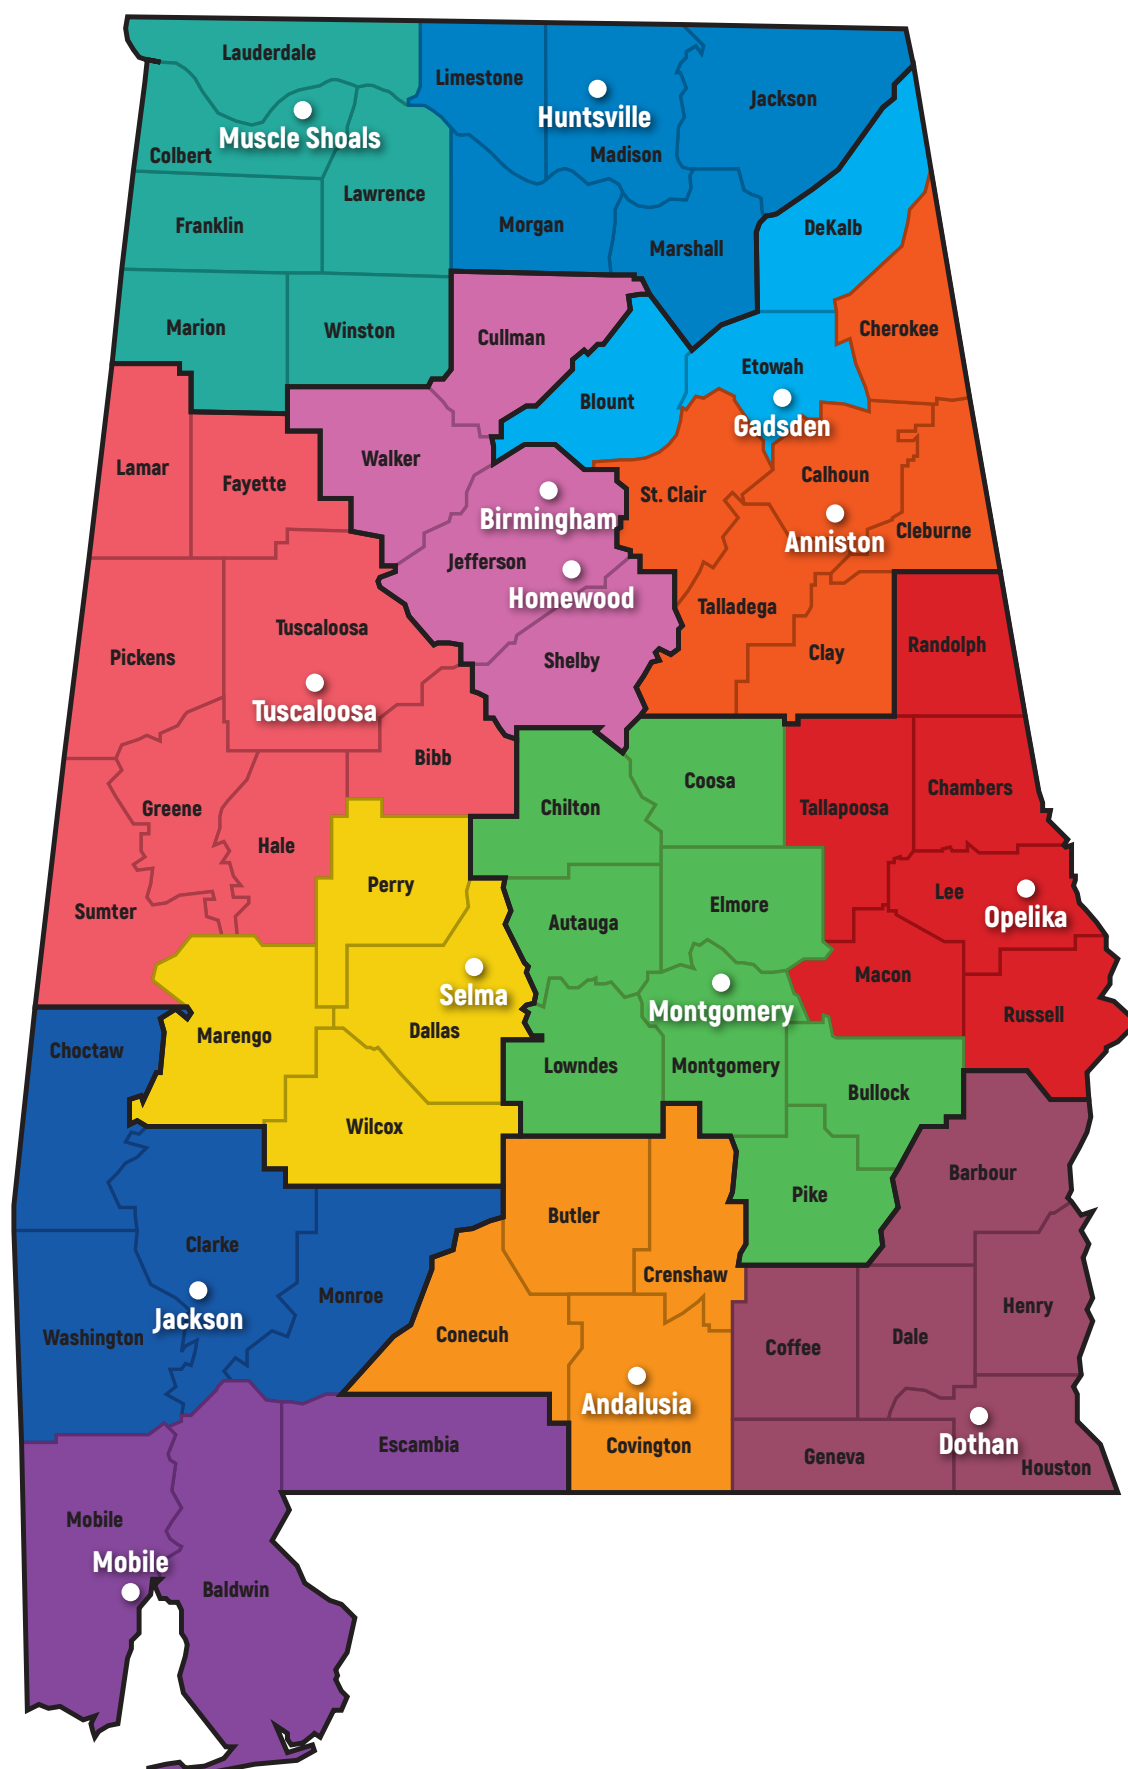 Lauderdale
Limestone
Huntsville
Jackson
Muscle Shoals
Colbert
Madison
Lawrence
Franklin
Morgan
DeKalb
Marshall
Marion
Winston
Cullman
Cherokee
Etowah
Blount
Gadsden
Walker
Lamar
Fayette
Calhoun
St. Clair
Birmingham
Cleburne
Anniston
Jefferson
Homewood
Talladega
Tuscaloosa
Randolph
Clay
Pickens
Shelby
Tuscaloosa
Bibb
Coosa
Chambers
Greene
Chilton
Tallapoosa
Hale
Perry
Lee
Elmore
Sumter
Opelika
Autauga
Macon
Selma
Montgomery
Russell
Dallas
Marengo
Choctaw
Lowndes
Montgomery
Bullock
Wilcox
Barbour
Pike
Butler
Clarke
Crenshaw
Monroe
Henry
Jackson
Washington
Conecuh
Dale
Coffee
Andalusia
Escambia
Covington
Dothan
Geneva
Houston
Mobile
Mobile
Baldwin